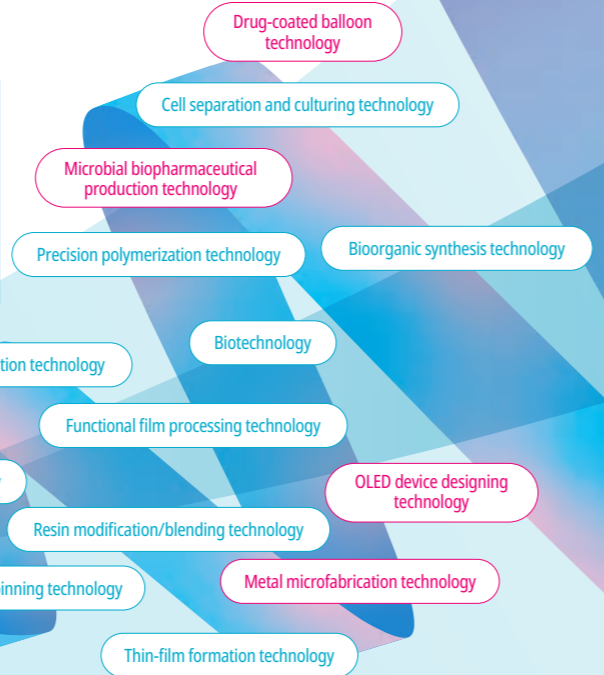 Drug-coated balloon
technology
Cell separation and culturing technology
Microbial biopharmaceutical
production technology
Precision polymerization technology
Bioorganic synthesis technology
Biotechnology
technology
Functional film processing technology
OLED device designing
technology
Resin modification/blending technology
technology
Metal microfabrication technology
Thin-film formation technology